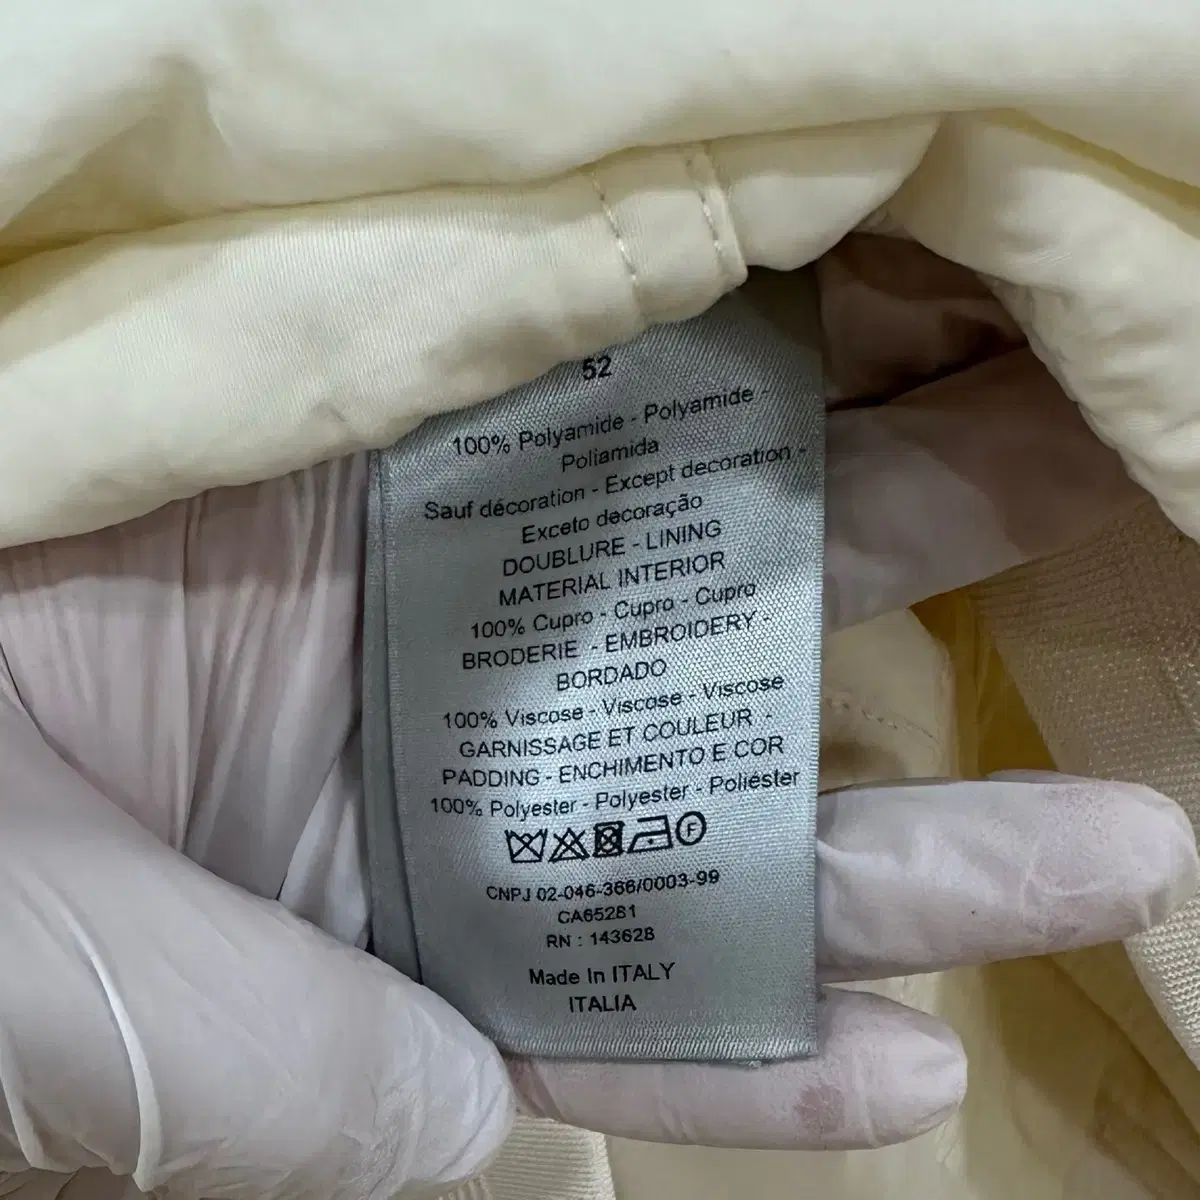 52
100% Polyamide - Polyamide -
Poliamida
Sauf décoration - Except decoration -
Exceto decoração
DOUBLURE - LINING
MATERIAL INTERIOR
100% Cupro - Cupro - Cupro
BRODERIE - EMBROIDERY -
BORDADO
100% Viscose - Viscose - Viscose
GARNISSAGE ET COULEUR -
PADDING - ENCHIMENTO E COR
100% Polyester - Polyester - Poliéster
F
CNPJ 02-046-366/0003-99
CA65281
RN : 143628
Made In ITALY
ITALIA